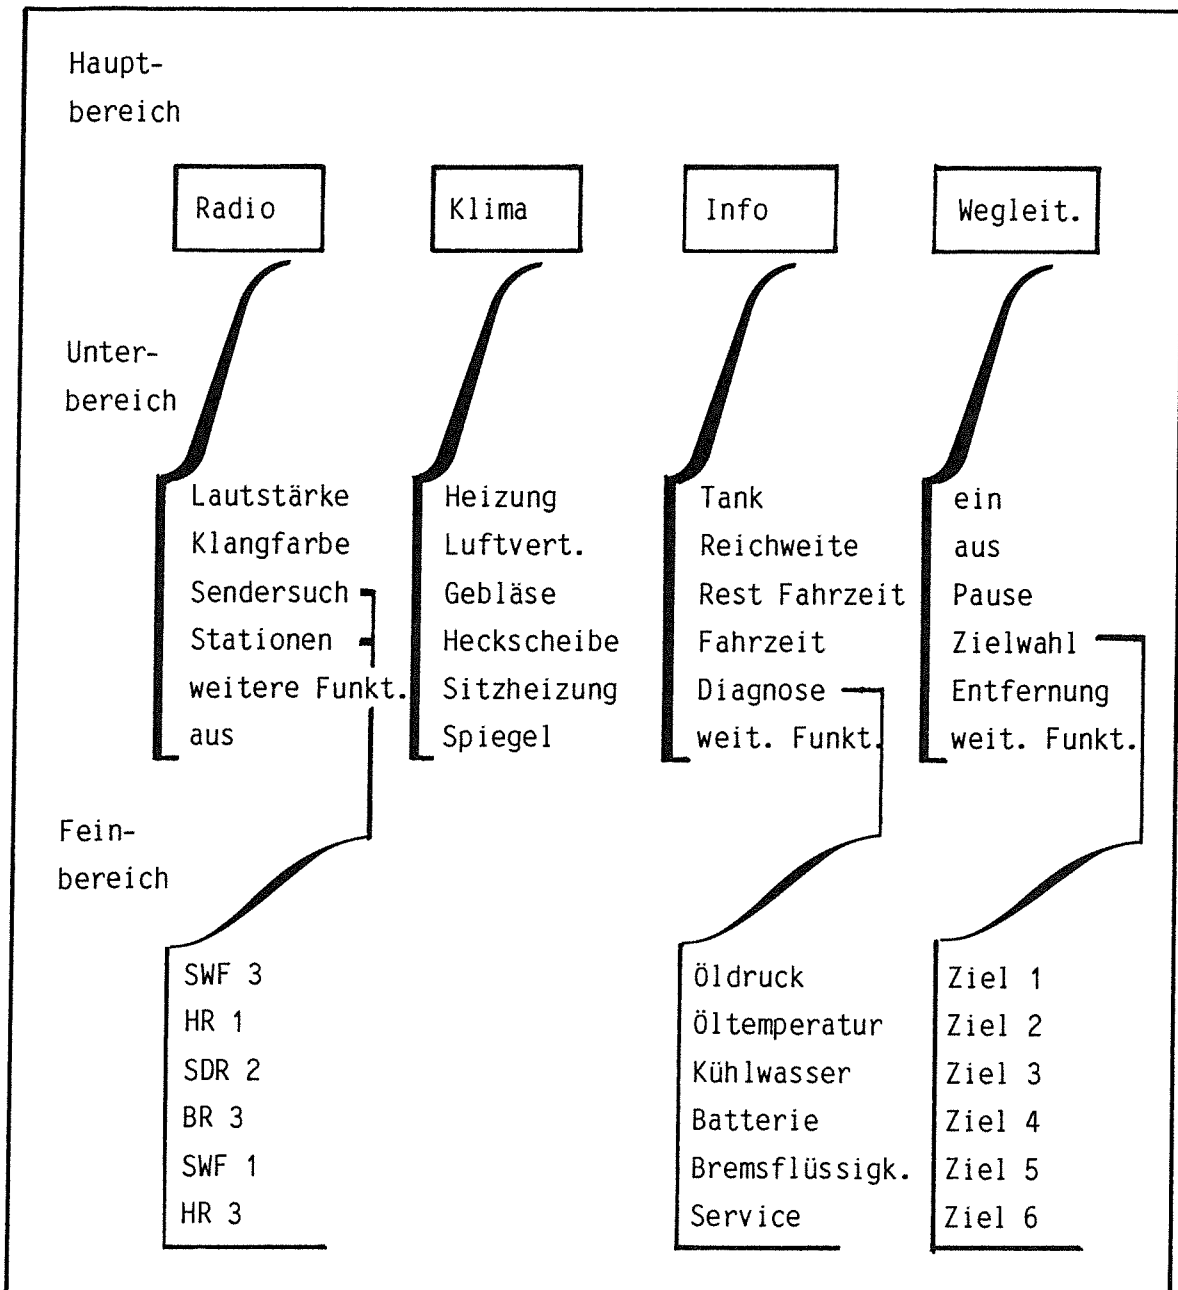 Haupt-
bereich
Radio
Klima
Info
Wegleit.
Unter-
bereich
Lautstärke
Klangfarbe
Sendersuch
Stationen
weitere Funkt.
aus
Heizung
Luftvert.
Gebläse
Heckscheibe
Sitzheizung
Spiegel
Tank
Reichweite
Rest Fahrzeit
Fahrzeit
Diagnose
weit. Funkt.
ein
aus
Pause
Zielwahl
Entfernung
weit. Funkt.
Fein-
bereich
SWF 3
HR 1
SDR 2
BR 3
SWF 1
HR 3
Öldruck
Öltemperatur
Kühlwasser
Batterie
Bremsflüssigk.
Service
Ziel 1
Ziel 2
Ziel 3
Ziel 4
Ziel 5
Ziel 6